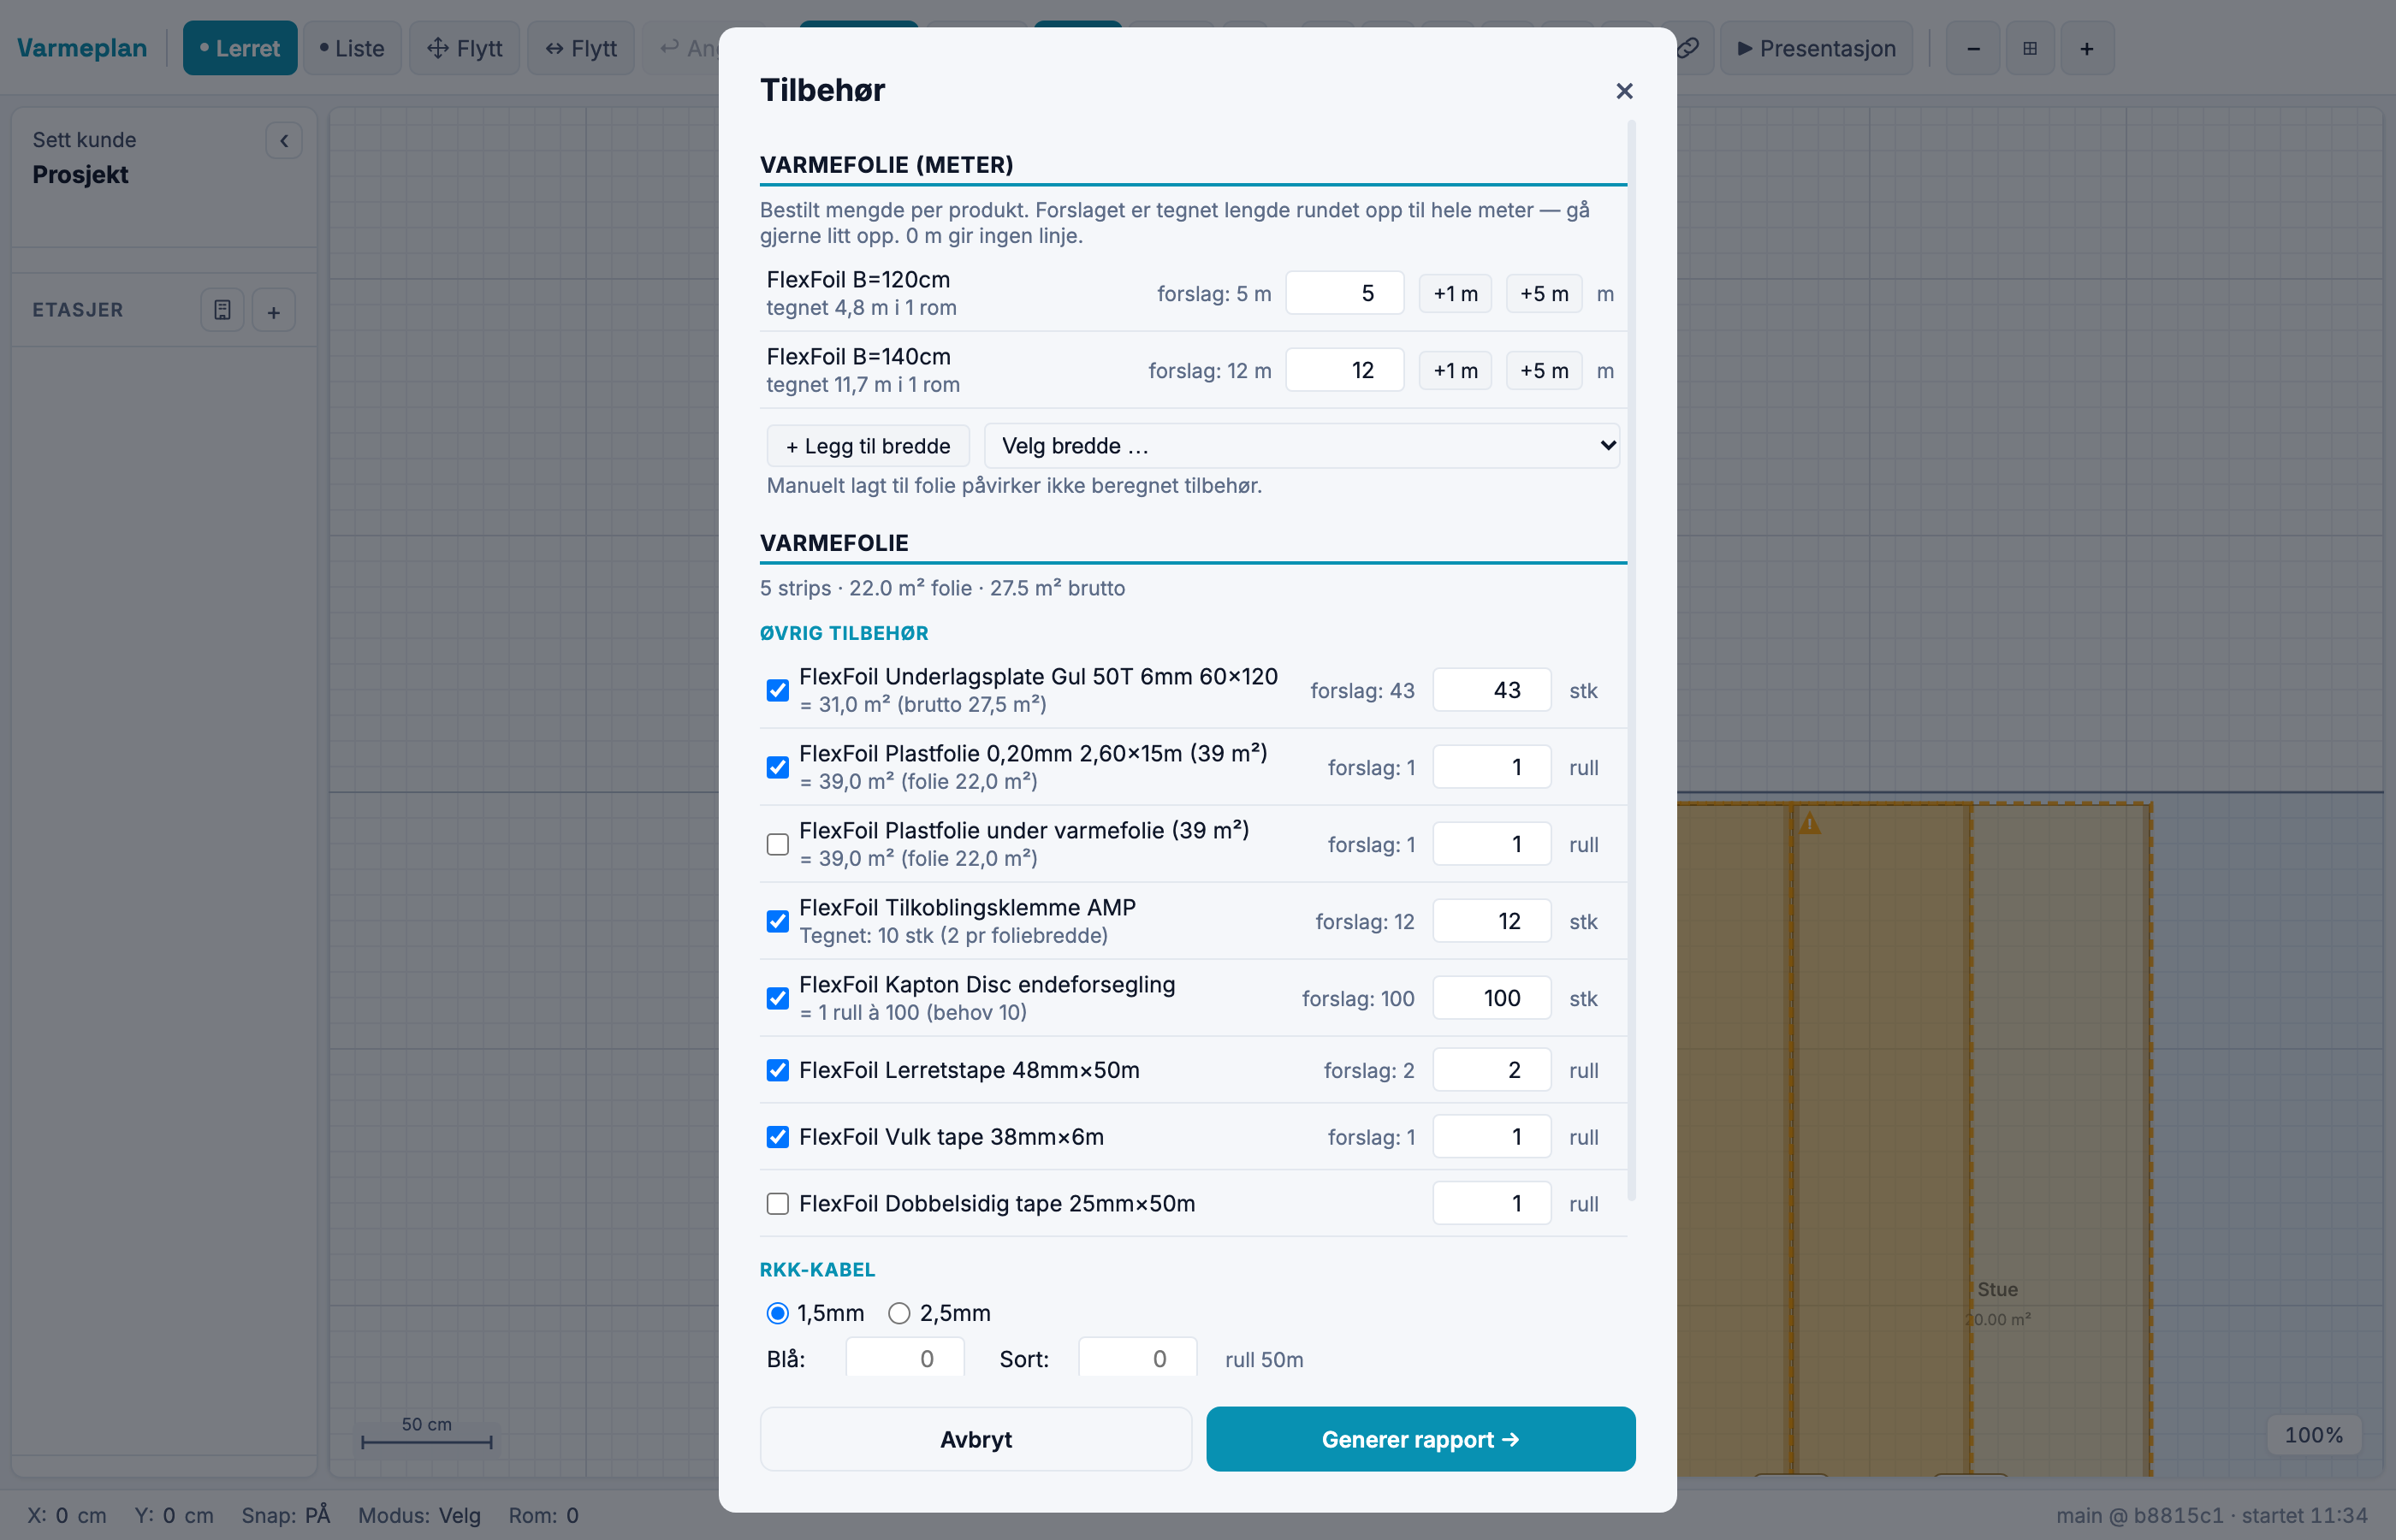 Varmeplan
Lerret
Liste
Flytt
Flytt
Presentasjon
−
+
Sett kunde
Prosjekt
ETASJER
+
Tilbehør
×
VARMEFOLIE (METER)
Bestilt mengde per produkt. Forslaget er tegnet lengde rundet opp til hele meter — gå
gjerne litt opp. 0 m gir ingen linje.
FlexFoil B=120cm
tegnet 4,8 m i 1 rom
forslag: 5 m
5
+1 m
+5 m
m
FlexFoil B=140cm
tegnet 11,7 m i 1 rom
forslag: 12 m
12
+1 m
+5 m
m
+ Legg til bredde
Velg bredde …
Manuelt lagt til folie påvirker ikke beregnet tilbehør.
VARMEFOLIE
5 strips · 22.0 m² folie · 27.5 m² brutto
ØVRIG TILBEHØR
FlexFoil Underlagsplate Gul 50T 6mm 60×120
= 31,0 m² (brutto 27,5 m²)
forslag: 43
43
stk
FlexFoil Plastfolie 0,20mm 2,60×15m (39 m²)
= 39,0 m² (folie 22,0 m²)
forslag: 1
1
rull
FlexFoil Plastfolie under varmefolie (39 m²)
= 39,0 m² (folie 22,0 m²)
forslag: 1
1
rull
FlexFoil Tilkoblingsklemme AMP
Tegnet: 10 stk (2 pr foliebredde)
forslag: 12
12
stk
FlexFoil Kapton Disc endeforsegling
= 1 rull à 100 (behov 10)
forslag: 100
100
stk
FlexFoil Lerretstape 48mm×50m
forslag: 2
2
rull
FlexFoil Vulk tape 38mm×6m
forslag: 1
1
rull
FlexFoil Dobbelsidig tape 25mm×50m
1
rull
RKK-KABEL
1,5mm
2,5mm
Blå:
0
Sort:
0
rull 50m
Avbryt
Generer rapport →
Stue
50 cm
100%
X: 0 cm
Y: 0 cm
Snap: PÅ
Modus: Velg
Rom: 0
main @ b8815c1 · startet 11:34